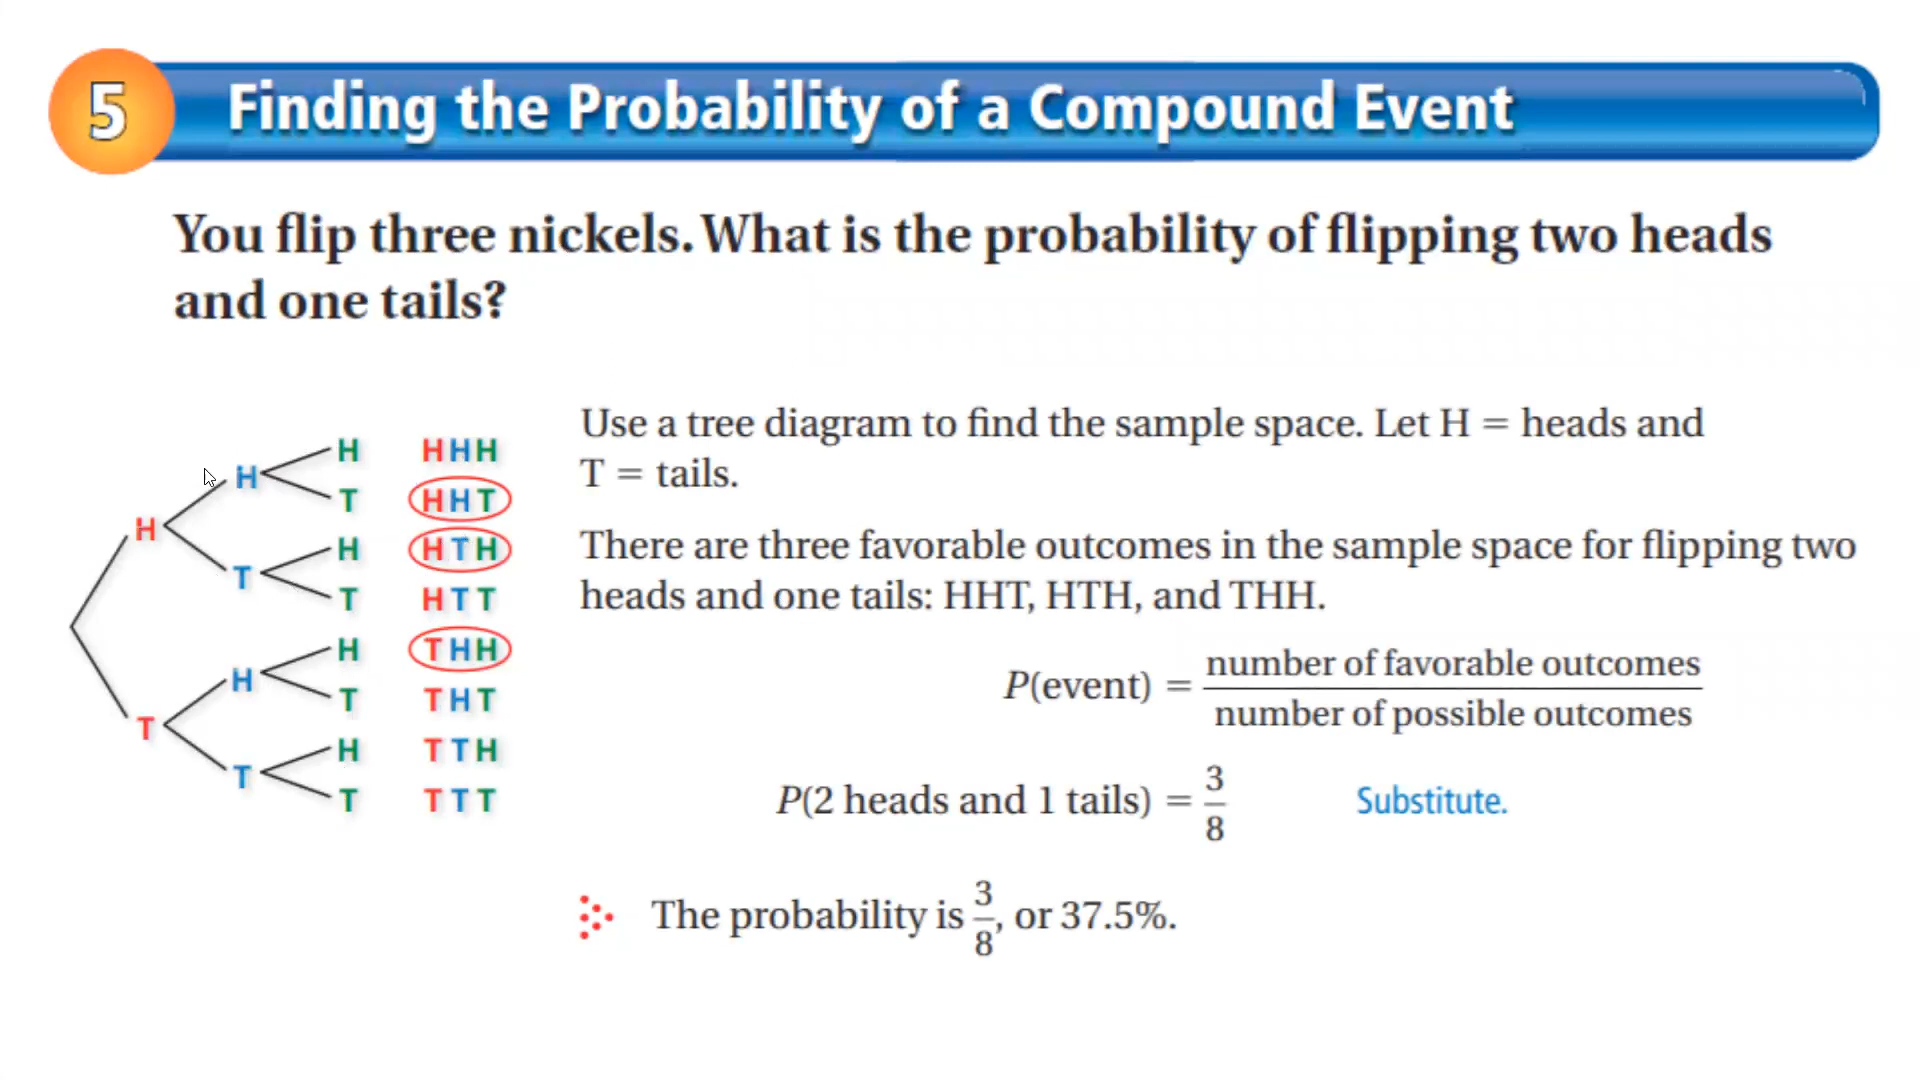 5 Finding the Probability of a Compound Event
You flip three nickels. What is the probability of flipping two heads
and one tails?
Use a tree diagram to find the sample space. Let H = heads and
T = tails.
There are three favorable outcomes in the sample space for flipping two
heads and one tails: HHT, HTH, and THH.
H HHH
H
T HHT
H
H HTH
T
T HTT
H THH
H
T THT
T
H TTH
T
T TTT
P(event) = number of favorable outcomes
number of possible outcomes
P(2 heads and 1 tails) = 3/8 Substitute.
The probability is 3/8, or 37.5%.